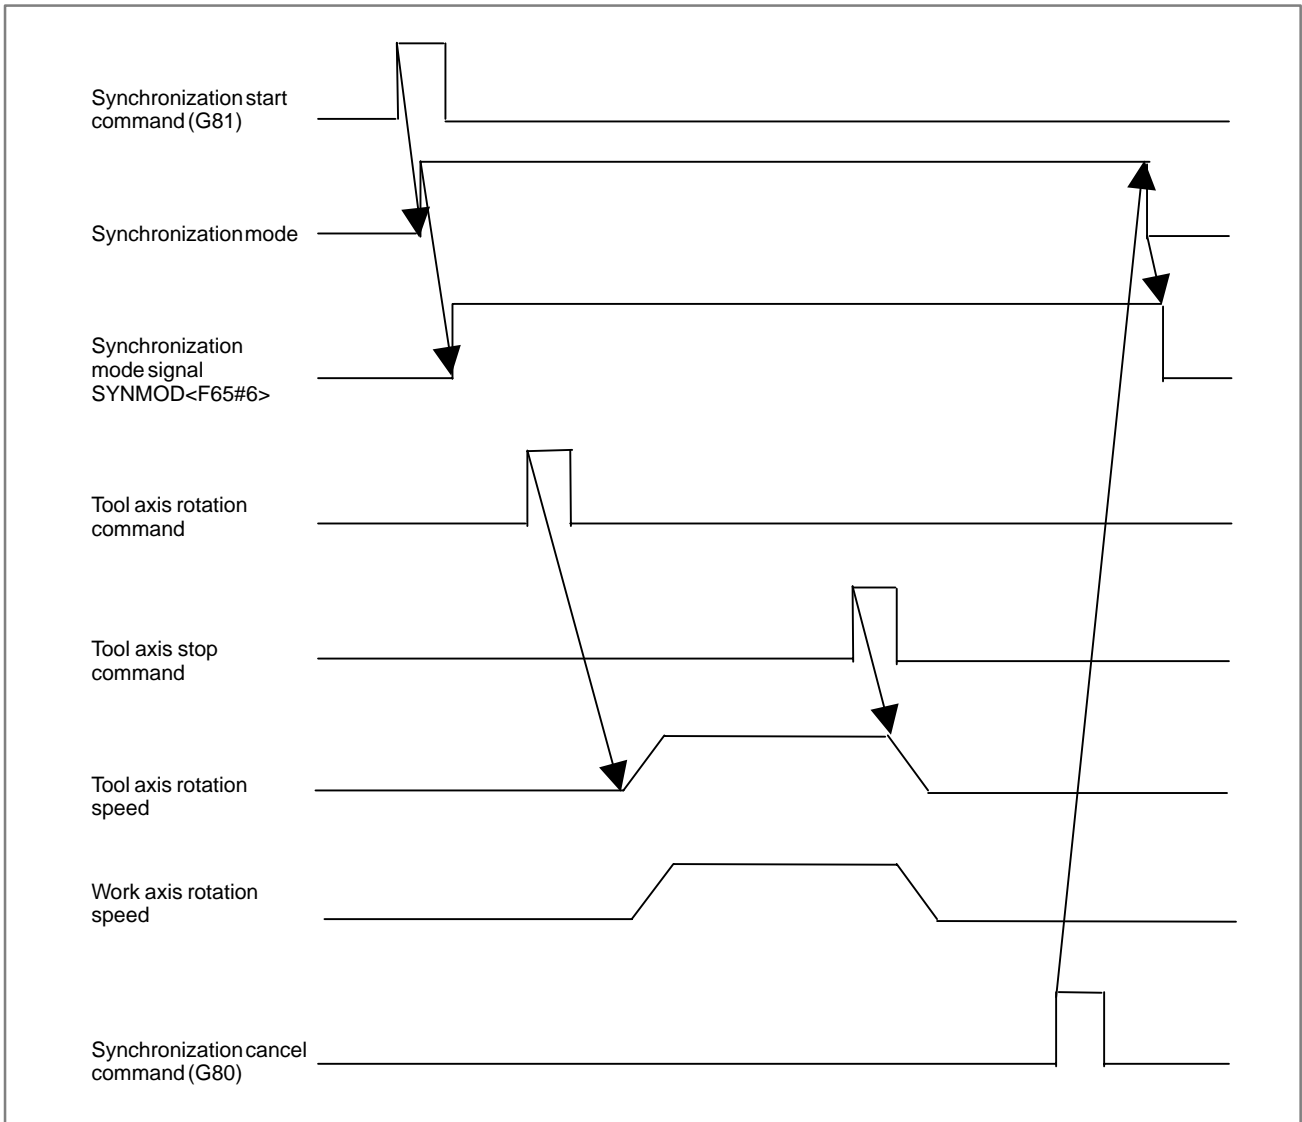 Synchronization start
command (G81)
Synchronization mode
Synchronization
mode signal
SYNMOD<F65#6>
Tool axis rotation
command
Tool axis stop
command
Tool axis rotation
speed
Work axis rotation
speed
Synchronization cancel
command (G80)